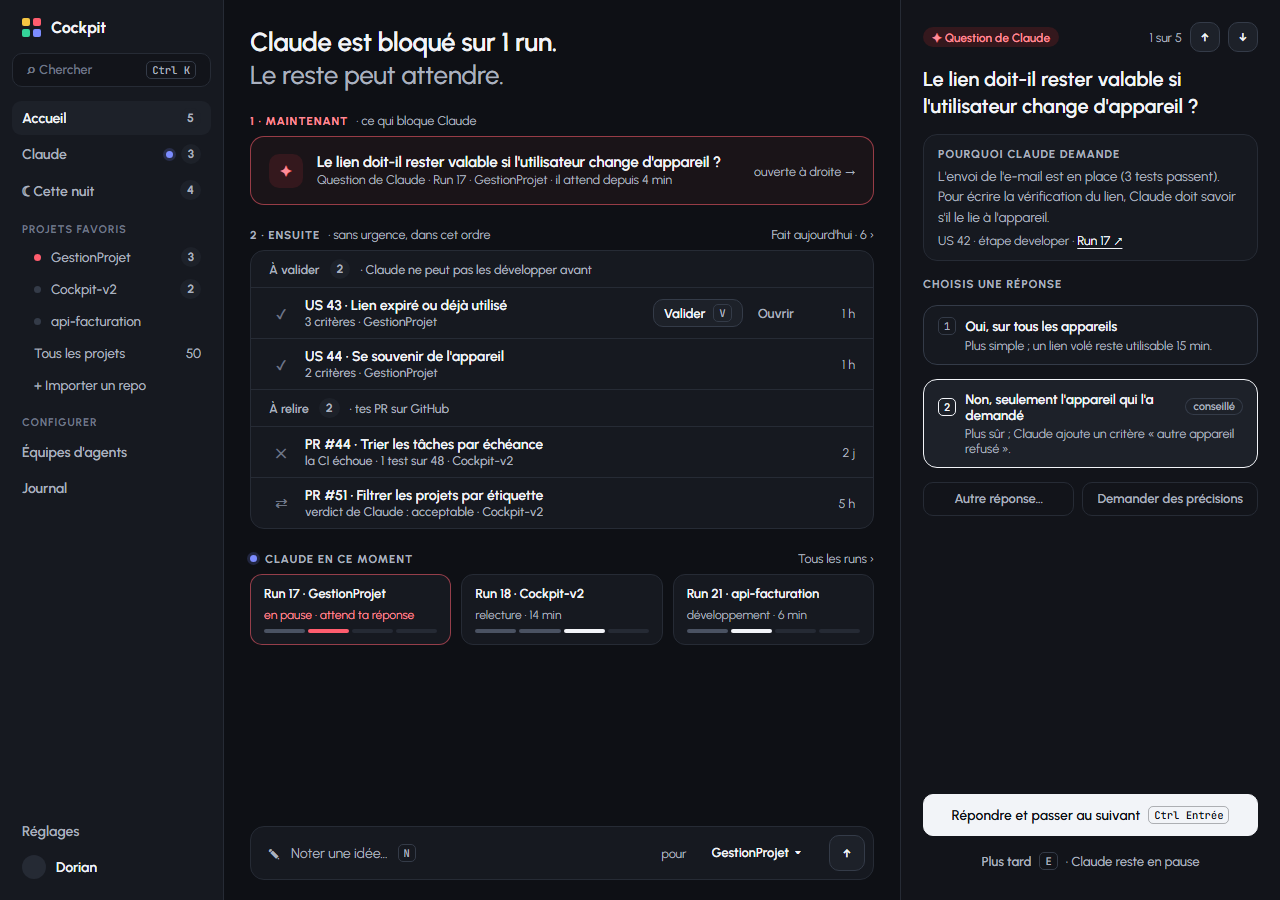 Cockpit
Chercher Ctrl K
Accueil 5
Claude 3
Cette nuit 4
PROJETS FAVORIS
GestionProjet 3
Cockpit-v2 2
api-facturation
Tous les projets 50
+ Importer un repo
CONFIGURER
Équipes d'agents
Journal
Réglages
Dorian
Claude est bloqué sur 1 run.
Le reste peut attendre.
1 · MAINTENANT · ce qui bloque Claude
Le lien doit-il rester valable si l'utilisateur change d'appareil ?
Question de Claude · Run 17 · GestionProjet · il attend depuis 4 min
ouverte à droite →
2 · ENSUITE · sans urgence, dans cet ordre
Fait aujourd'hui · 6 ›
À valider 2 · Claude ne peut pas les développer avant
US 43 · Lien expiré ou déjà utilisé
3 critères · GestionProjet
Valider V Ouvrir 1 h
US 44 · Se souvenir de l'appareil
2 critères · GestionProjet
1 h
À relire 2 · tes PR sur GitHub
PR #44 · Trier les tâches par échéance
la CI échoue · 1 test sur 48 · Cockpit-v2
2 j
PR #51 · Filtrer les projets par étiquette
verdict de Claude : acceptable · Cockpit-v2
5 h
CLAUDE EN CE MOMENT
Tous les runs ›
Run 17 · GestionProjet
en pause · attend ta réponse
Run 18 · Cockpit-v2
relecture · 14 min
Run 21 · api-facturation
développement · 6 min
Noter une idée… N
pour GestionProjet
↑
Question de Claude
1 sur 5 ↑ ↓
Le lien doit-il rester valable si
l'utilisateur change d'appareil ?
POURQUOI CLAUDE DEMANDE
L'envoi de l'e-mail est en place (3 tests passent).
Pour écrire la vérification du lien, Claude doit savoir
s'il le lie à l'appareil.
US 42 · étape developer · Run 17 ↗
CHOISIS UNE RÉPONSE
1 Oui, sur tous les appareils
Plus simple ; un lien volé reste utilisable 15 min.
2 Non, seulement l'appareil qui l'a
demandé
conseillé
Plus sûr ; Claude ajoute un critère « autre appareil
refusé ».
Autre réponse…
Demander des précisions
Répondre et passer au suivant Ctrl Entrée
Plus tard E · Claude reste en pause